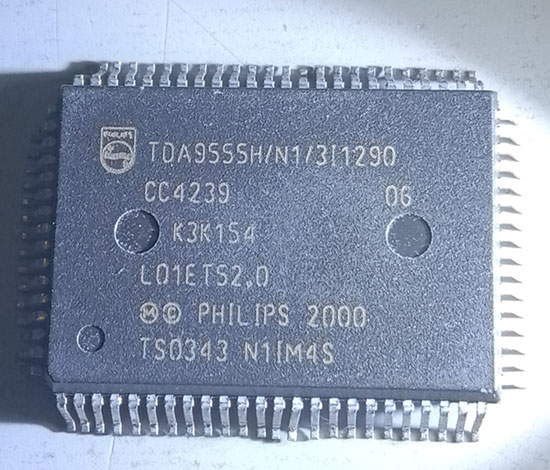 PHILIPS
TDA9555H/N1/3I1290
CC4239 06
K3K154
L01ETS2.0
Ⓜ © PHILIPS 2000
TS0343 N1IM4S